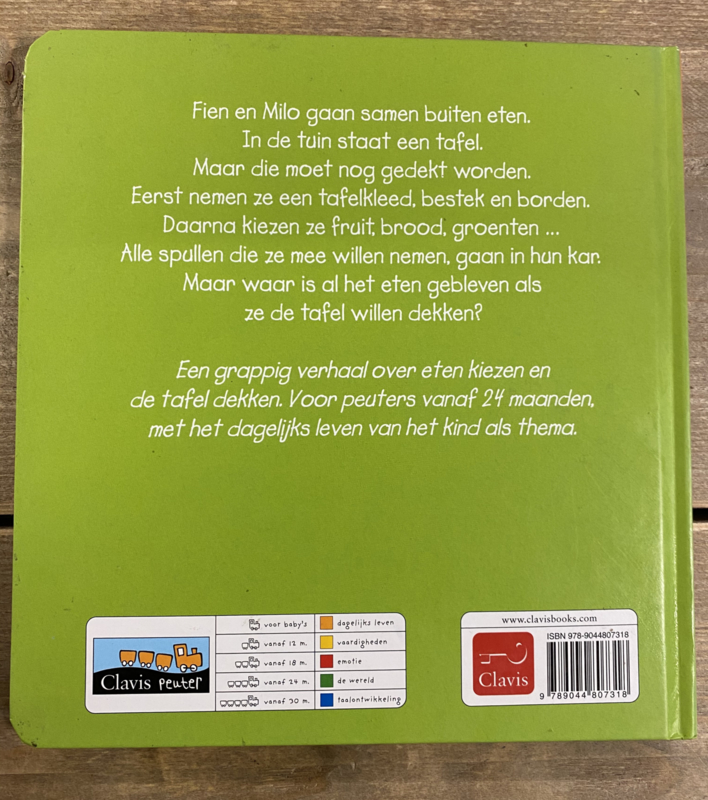 Fien en Milo gaan samen buiten eten.
In de tuin staat een tafel.
Maar die moet nog gedekt worden.
Eerst nemen ze een tafelkleed, bestek en borden.
Daarna kiezen ze fruit, brood, groenten ...
Alle spullen die ze mee willen nemen, gaan in hun kar.
Maar waar is al het eten gebleven als
ze de tafel willen dekken?
Een grappig verhaal over eten kiezen en
de tafel dekken. Voor peuters vanaf 24 maanden,
met het dagelijks leven van het kind als thema.
Clavis peuter
voor baby's dagelijks leven
vanaf 12 m. vaardigheden
vanaf 18 m. emotie
vanaf 24 m. de wereld
vanaf 30 m. taalontwikkeling
www.clavisbooks.com
Clavis
ISBN 978-9044807318
9 789044 807318